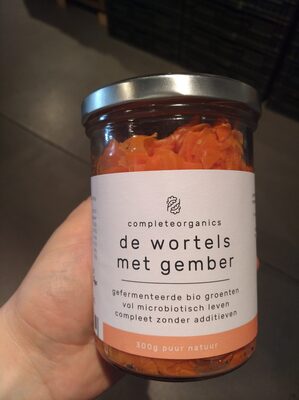 completeorganics
de wortels
met gember
gefermenteerde bio groenten
vol microbiotisch leven
compleet zonder additieven
300g puur natuur